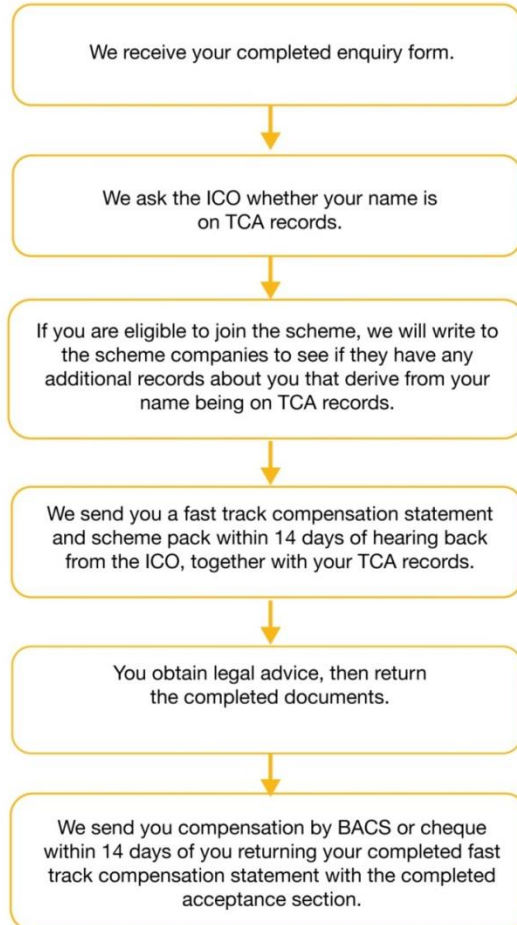 We receive your completed enquiry form.
We ask the ICO whether your name is
on TCA records.
If you are eligible to join the scheme, we will write to
the scheme companies to see if they have any
additional records about you that derive from your
name being on TCA records.
We send you a fast track compensation statement
and scheme pack within 14 days of hearing back
from the ICO, together with your TCA records.
You obtain legal advice, then return
the completed documents.
We send you compensation by BACS or cheque
within 14 days of you returning your completed fast
track compensation statement with the completed
acceptance section.